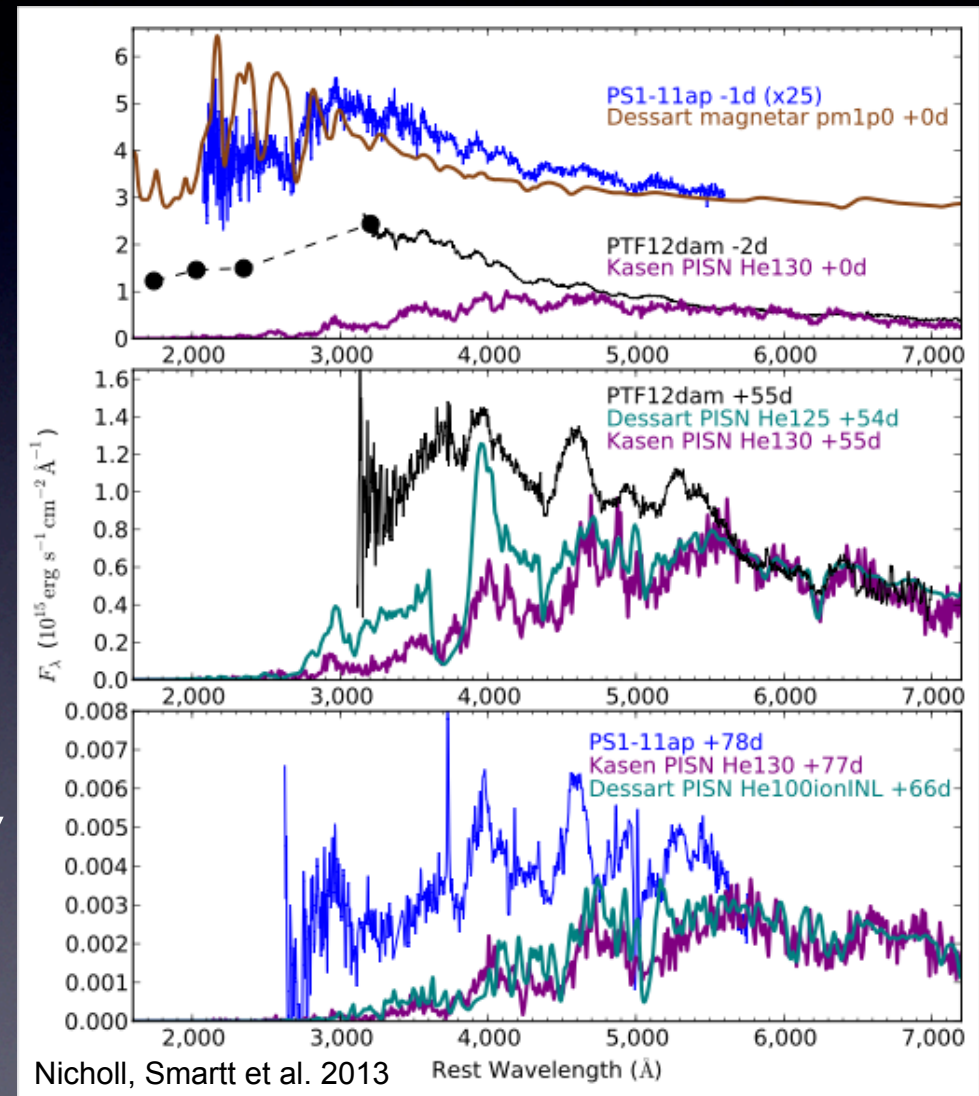 6
5
4
3
2
1
0
PS1-11ap -1d (x25)
Dessart magnetar pm1p0 +0d
PTF12dam -2d
Kasen PISN He130 +0d
2,000 3,000 4,000 5,000 6,000 7,000
1.6
1.4
1.2
1.0
0.8
0.6
0.4
0.2
0.0
PTF12dam +55d
Dessart PISN He125 +54d
Kasen PISN He130 +55d
2,000 3,000 4,000 5,000 6,000 7,000
F_λ (10^15 erg s^−1 cm^−2 Å^−1)
0.008
0.007
0.006
0.005
0.004
0.003
0.002
0.001
0.000
PS1-11ap +78d
Kasen PISN He130 +77d
Dessart PISN He100ionINL +66d
2,000 3,000 4,000 5,000 6,000 7,000
Rest Wavelength (Å)
Nicholl, Smartt et al. 2013